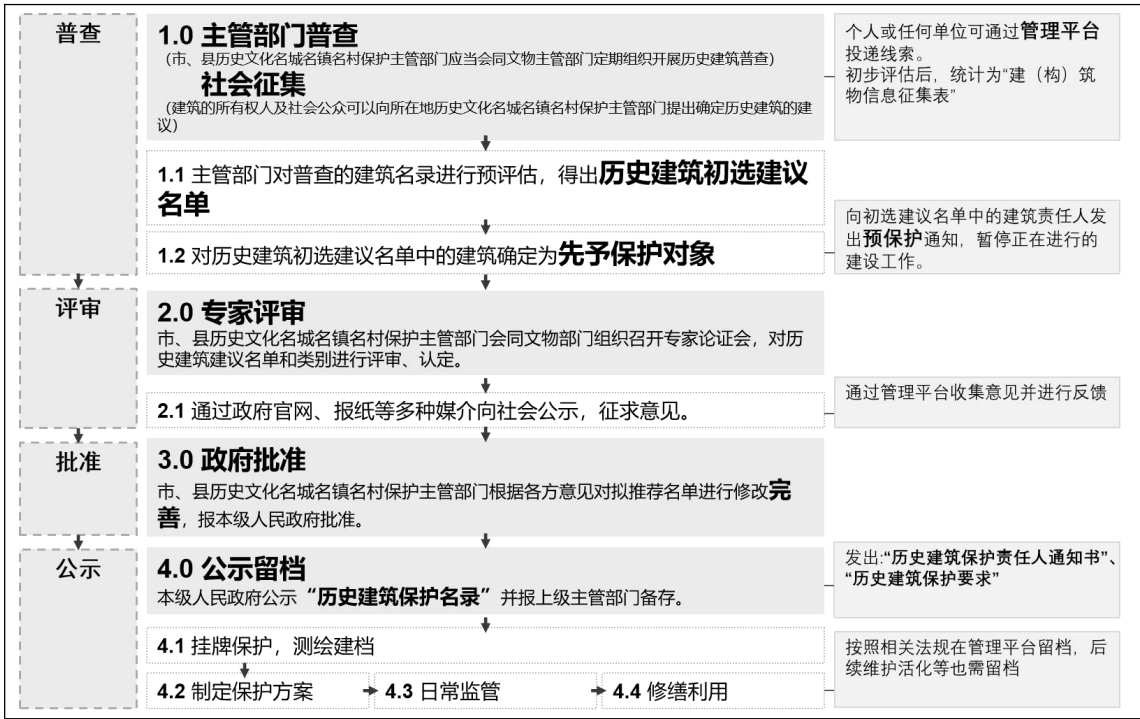 普查
1.0 主管部门普查
（市、县历史文化名城名镇名村保护主管部门应当会同文物主管部门定期组织开展历史建筑普查）
社会征集
（建筑的所有权人及社会公众可以向所在地历史文化名城名镇名村保护主管部门提出确定历史建筑的建
议）
个人或任何单位可通过管理平台
投递线索。
初步评估后，统计为“建（构）筑
物信息征集表”
1.1 主管部门对普查的建筑名录进行预评估，得出历史建筑初选建议
名单
1.2 对历史建筑初选建议名单中的建筑确定为先予保护对象
向初选建议名单中的建筑责任人发
出预保护通知，暂停正在进行的
建设工作。
评审
2.0 专家评审
市、县历史文化名城名镇名村保护主管部门会同文物部门组织召开专家论证会，对历
史建筑建议名单和类别进行评审、认定。
2.1 通过政府官网、报纸等多种媒介向社会公示，征求意见。
通过管理平台收集意见并进行反馈
批准
3.0 政府批准
市、县历史文化名城名镇名村保护主管部门根据各方意见对拟推荐名单进行修改完
善，报本级人民政府批准。
公示
4.0 公示留档
本级人民政府公示“历史建筑保护名录”并报上级主管部门备存。
发出:“历史建筑保护责任人通知书”、
“历史建筑保护要求”
4.1 挂牌保护，测绘建档
4.2 制定保护方案
4.3 日常监管
4.4 修缮利用
按照相关法规在管理平台留档，后
续维护活化等也需留档